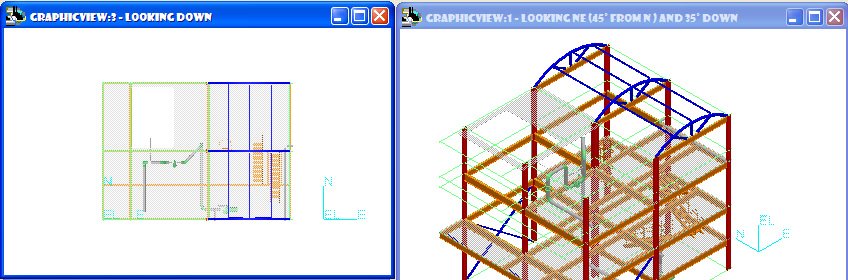 GRAPHICVIEW:3 - LOOKING DOWN
GRAPHICVIEW:1 - LOOKING NE (45° FROM N ) AND 35° DOWN
N
EL E
N
EL E
EL
N E